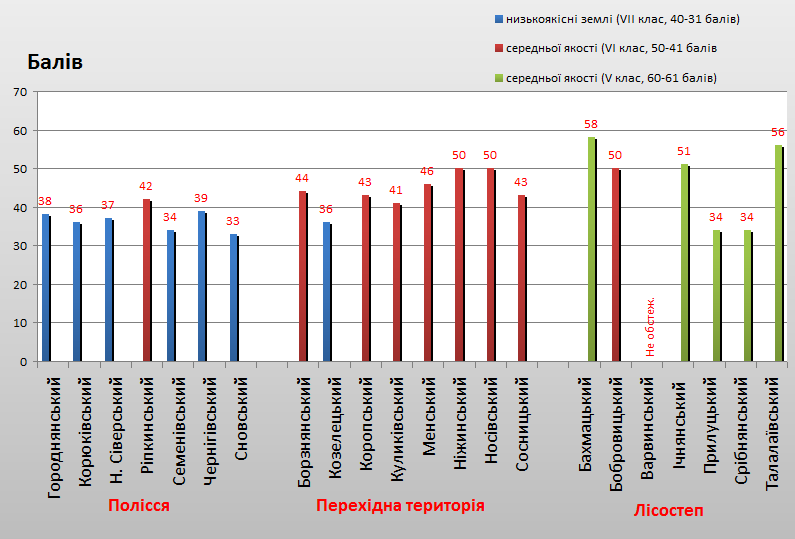 низькоякісні землі (VII клас, 40-31 балів)
середньої якості (VI клас, 50-41 балів
середньої якості (V клас, 60-61 балів)
Балів
70
60
50
40
30
20
10
0
38
36
37
42
34
39
33
44
36
43
41
46
50
50
43
58
50
Не обстеж.
51
34
34
56
Городнянський
Корюківський
Н. Сіверський
Ріпкинський
Семенівський
Чернігівський
Сновський
Борзнянський
Козелецький
Коропський
Куликівський
Менський
Ніжинський
Носівський
Сосницький
Бахмацький
Бобровицький
Варвинський
Ічнянський
Прилуцький
Срібнянський
Талалаївський
Полісся
Перехідна територія
Лісостеп